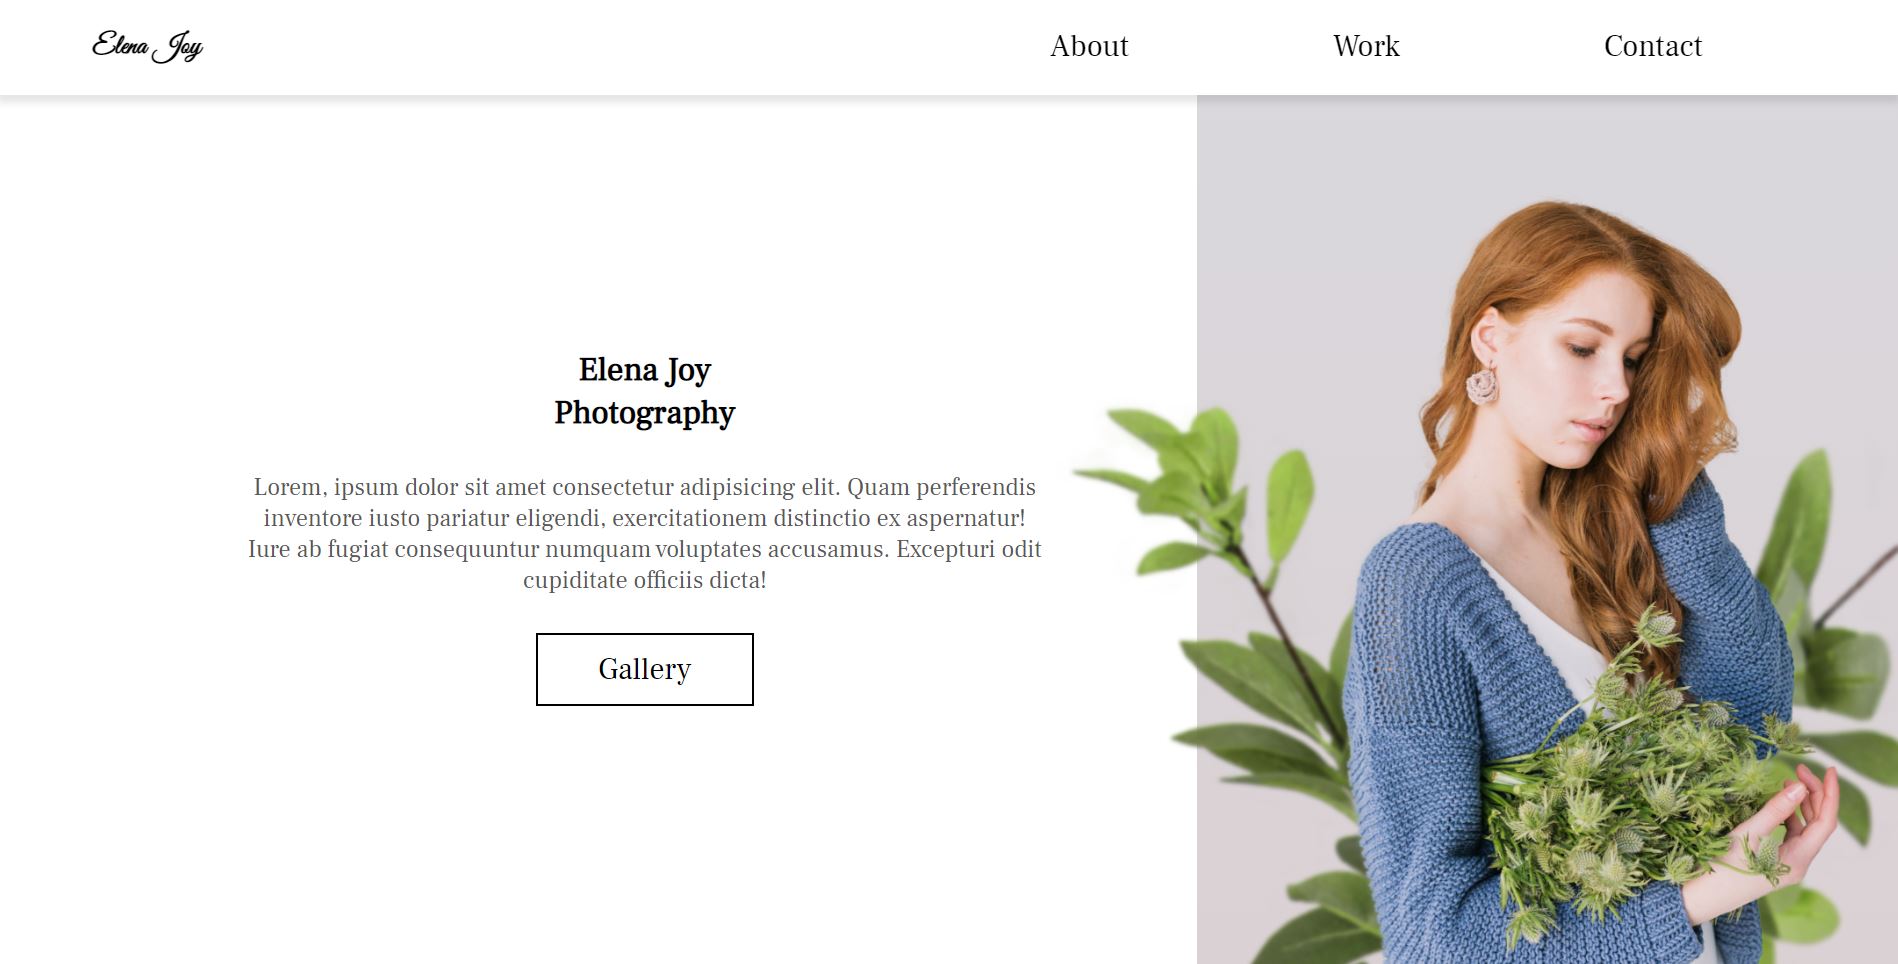 Elena Joy
About
Work
Contact
Elena Joy
Photography
Lorem, ipsum dolor sit amet consectetur adipisicing elit. Quam perferendis
inventore iusto pariatur eligendi, exercitationem distinctio ex aspernatur!
Iure ab fugiat consequuntur numquam voluptates accusamus. Excepturi odit
cupiditate officiis dicta!
Gallery